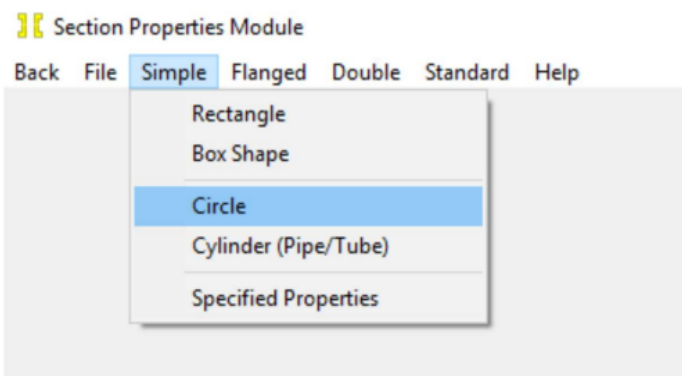 Section Properties Module
Back File Simple Flanged Double Standard Help
Rectangle
Box Shape
Circle
Cylinder (Pipe/Tube)
Specified Properties